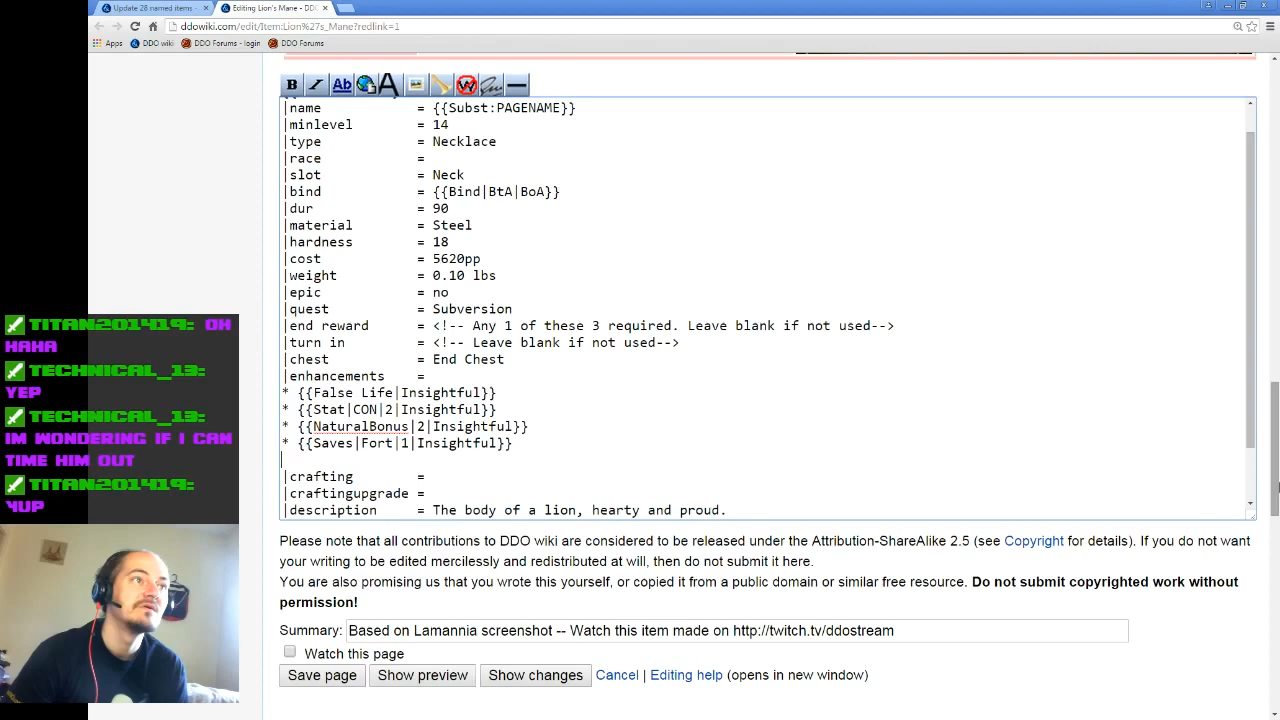 Update 28 named items -
Editing Lion's Mane - DDO
ddowiki.com/edit/Item:Lion%27s_Mane?redlink=1
Apps
DDO wiki
DDO Forums - login
DDO Forums
B
I
Ab
A
W
|name = {{Subst:PAGENAME}}
|minlevel = 14
|type = Necklace
|race =
|slot = Neck
|bind = {{Bind|BtA|BoA}}
|dur = 90
|material = Steel
|hardness = 18
|cost = 5620pp
|weight = 0.10 lbs
|epic = no
|quest = Subversion
|end reward = <!-- Any 1 of these 3 required. Leave blank if not used-->
|turn in = <!-- Leave blank if not used-->
|chest = End Chest
|enhancements =
* {{False Life|Insightful}}
* {{Stat|CON|2|Insightful}}
* {{NaturalBonus|2|Insightful}}
* {{Saves|Fort|1|Insightful}}
|crafting =
|craftingupgrade =
|description = The body of a lion, hearty and proud.
Please note that all contributions to DDO wiki are considered to be released under the Attribution-ShareAlike 2.5 (see Copyright for details). If you do not want
your writing to be edited mercilessly and redistributed at will, then do not submit it here.
You are also promising us that you wrote this yourself, or copied it from a public domain or similar free resource. Do not submit copyrighted work without
permission!
Summary: Based on Lamannia screenshot -- Watch this item made on http://twitch.tv/ddostream
Watch this page
Save page
Show preview
Show changes
Cancel | Editing help (opens in new window)
TITAN201419: OH
HAHA
TECHNICAL_13:
YEP
TECHNICAL_13:
IM WONDERING IF I CAN
TIME HIM OUT
TITAN201419:
YUP